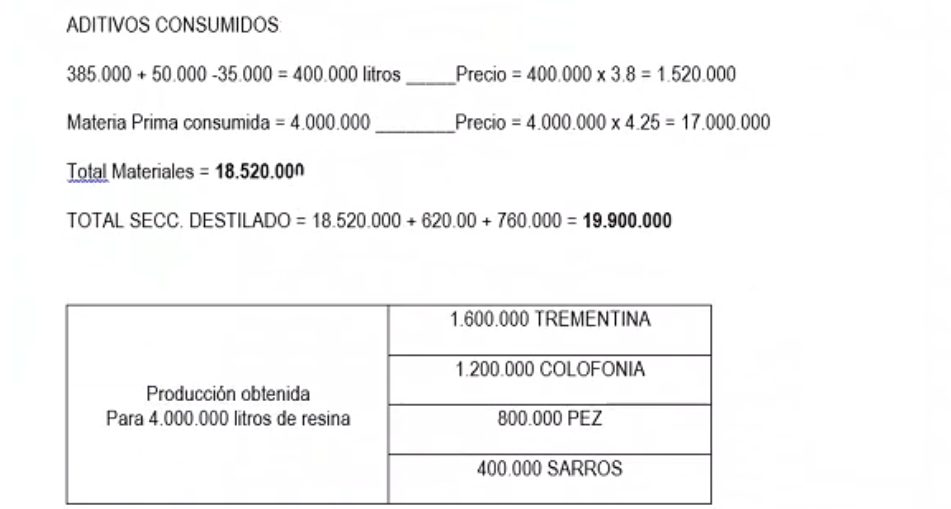 ADITIVOS CONSUMIDOS
385.000 + 50.000 -35.000 = 400.000 litros _____Precio = 400.000 x 3.8 = 1.520.000
Materia Prima consumida = 4.000.000 ________Precio = 4.000.000 x 4.25 = 17.000.000
Total Materiales = 18.520.000
TOTAL SECC. DESTILADO = 18.520.000 + 620.00 + 760.000 = 19.900.000
Producción obtenida
Para 4.000.000 litros de resina
1.600.000 TREMENTINA
1.200.000 COLOFONIA
800.000 PEZ
400.000 SARROS